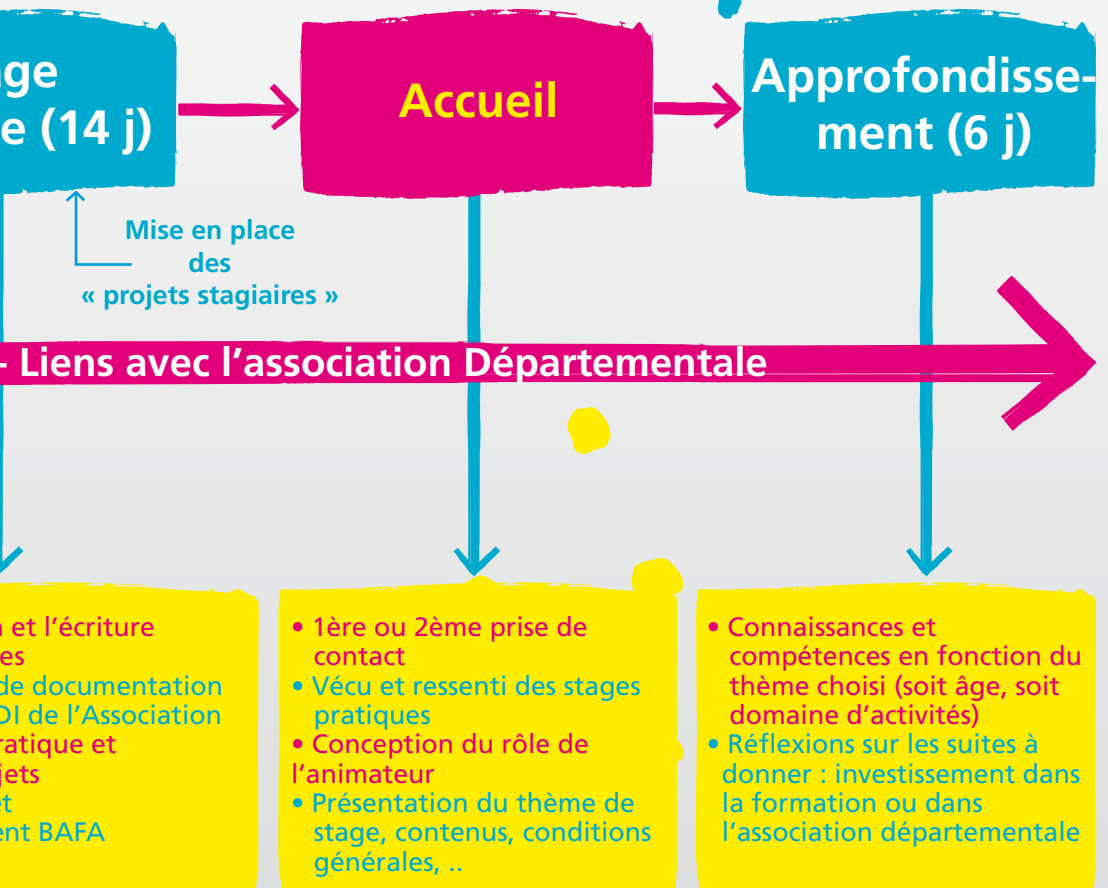 ge
e (14 j)
Accueil
Approfondisse-
ment (6 j)
Mise en place
des
« projets stagiaires »
- Liens avec l’association Départementale
n et l’écriture
es
de documentation
DI de l’Association
ratique et
jets
et
ent BAFA
• 1ère ou 2ème prise de
contact
• Vécu et ressenti des stages
pratiques
• Conception du rôle de
l’animateur
• Présentation du thème de
stage, contenus, conditions
générales, ..
• Connaissances et
compétences en fonction du
thème choisi (soit âge, soit
domaine d’activités)
• Réflexions sur les suites à
donner : investissement dans
la formation ou dans
l’association départementale